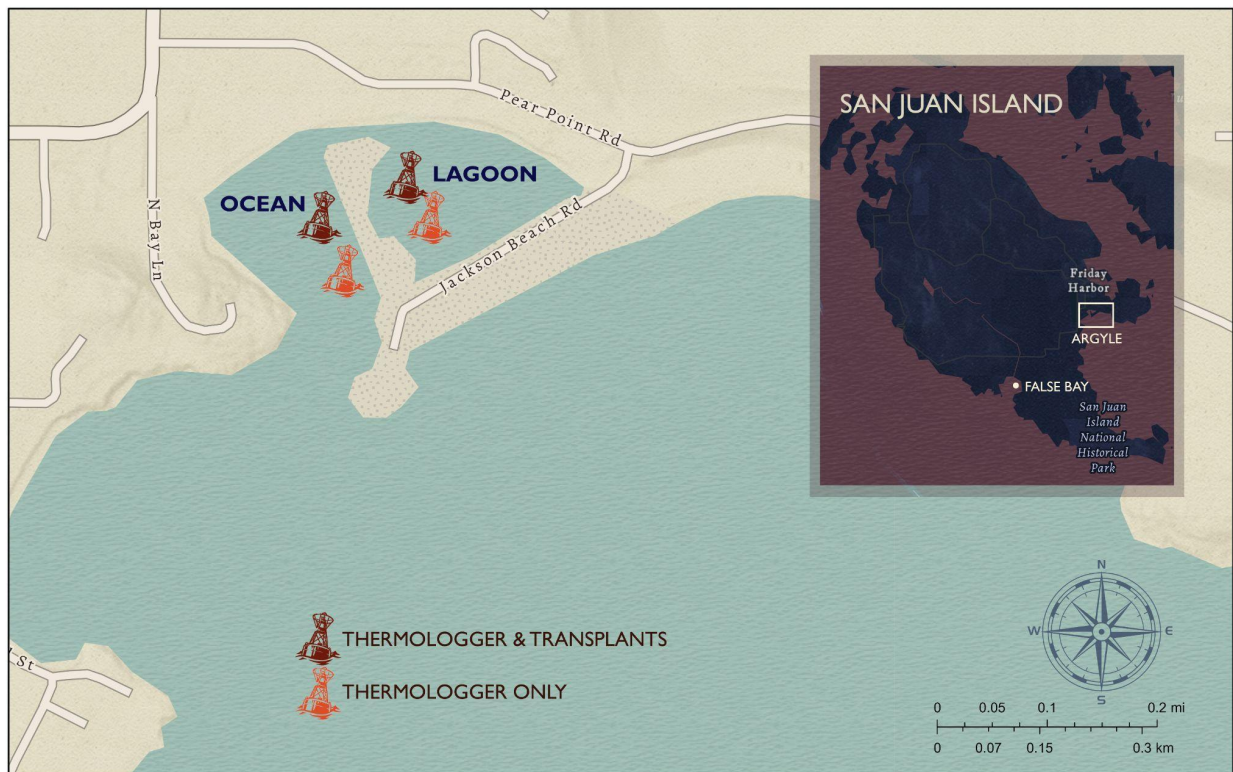 Pear Point Rd
SAN JUAN ISLAND
LAGOON
OCEAN
N Bay Ln
Jackson Beach Rd
Friday
Harbor
ARGYLE
FALSE BAY
San Juan
Island
National
Historical
Park
N
W
E
S
THERMOLOGGER & TRANSPLANTS
THERMOLOGGER ONLY
St
0 0.05 0.1 0.2 mi
0 0.07 0.15 0.3 km